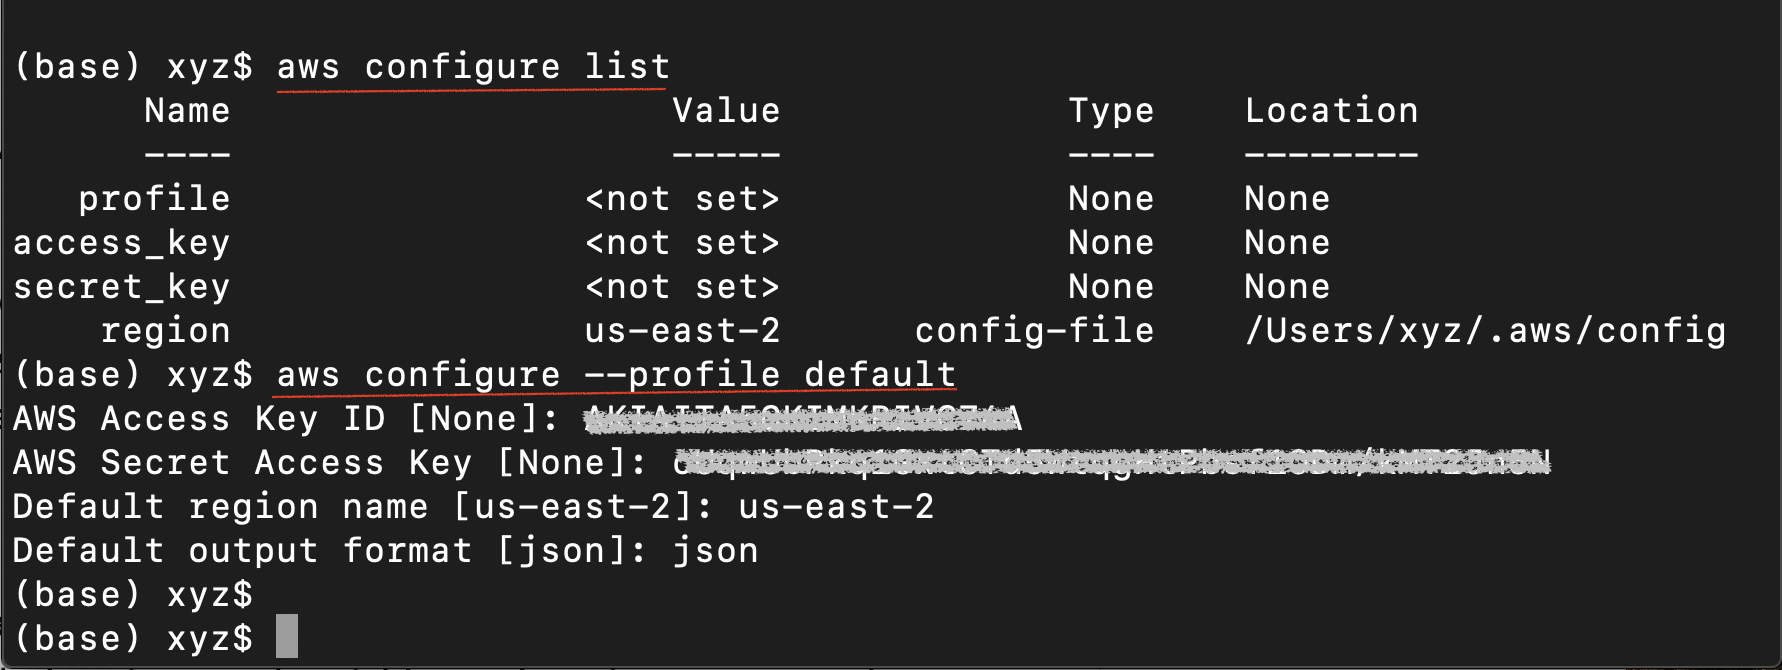 (base) xyz$ aws configure list
Name Value Type Location
---- ----- ---- --------
profile <not set> None None
access_key <not set> None None
secret_key <not set> None None
region us-east-2 config-file /Users/xyz/.aws/config
(base) xyz$ aws configure --profile default
AWS Access Key ID [None]:
AWS Secret Access Key [None]:
Default region name [us-east-2]: us-east-2
Default output format [json]: json
(base) xyz$
(base) xyz$